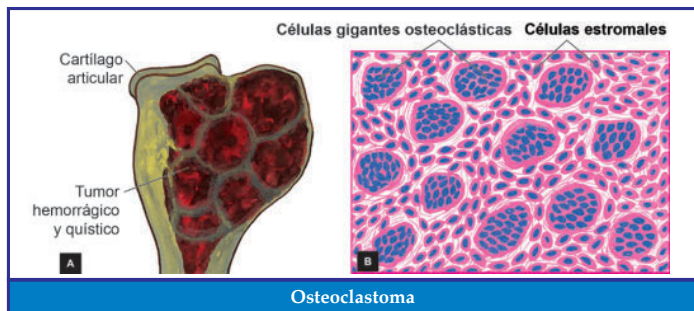 Células gigantes osteoclásticas Células estromales
Cartílago
articular
Tumor
hemorrágico
y quístico
A
B
Osteoclastoma